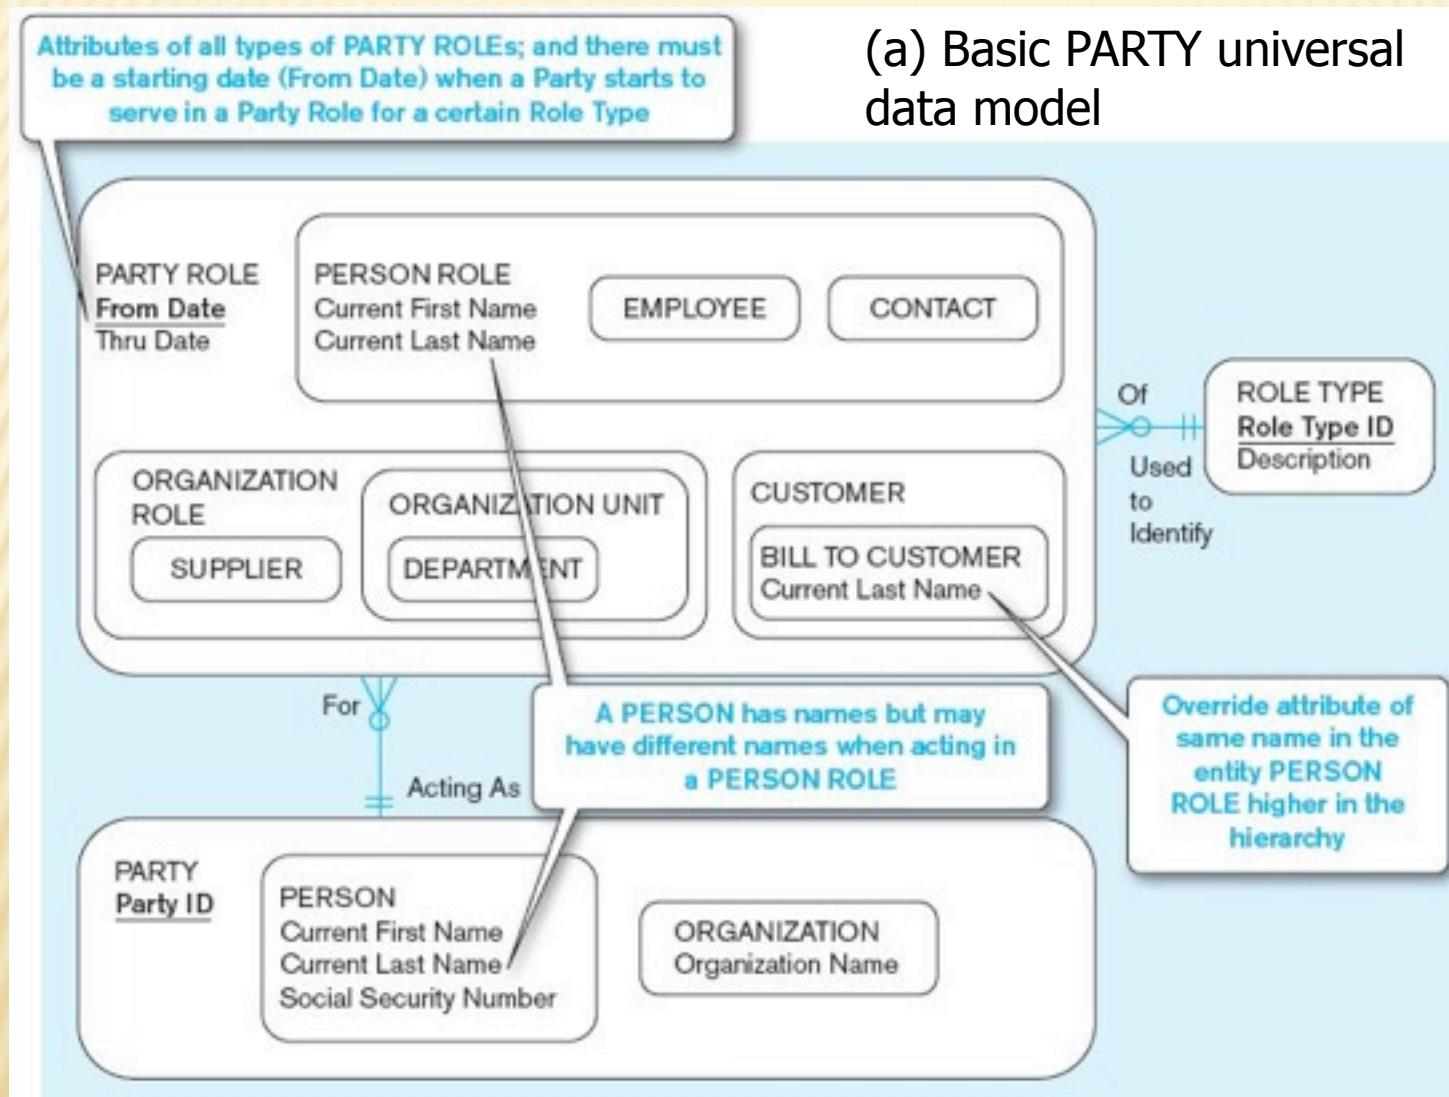 Attributes of all types of PARTY ROLEs; and there must
be a starting date (From Date) when a Party starts to
serve in a Party Role for a certain Role Type
(a) Basic PARTY universal
data model
PARTY ROLE
From Date
Thru Date
PERSON ROLE
Current First Name
Current Last Name
EMPLOYEE
CONTACT
Of
Used
to
Identify
ROLE TYPE
Role Type ID
Description
ORGANIZATION
ROLE
SUPPLIER
ORGANIZATION UNIT
DEPARTMENT
CUSTOMER
BILL TO CUSTOMER
Current Last Name
For
Acting As
A PERSON has names but may
have different names when acting in
a PERSON ROLE
Override attribute of
same name in the
entity PERSON
ROLE higher in the
hierarchy
PARTY
Party ID
PERSON
Current First Name
Current Last Name
Social Security Number
ORGANIZATION
Organization Name